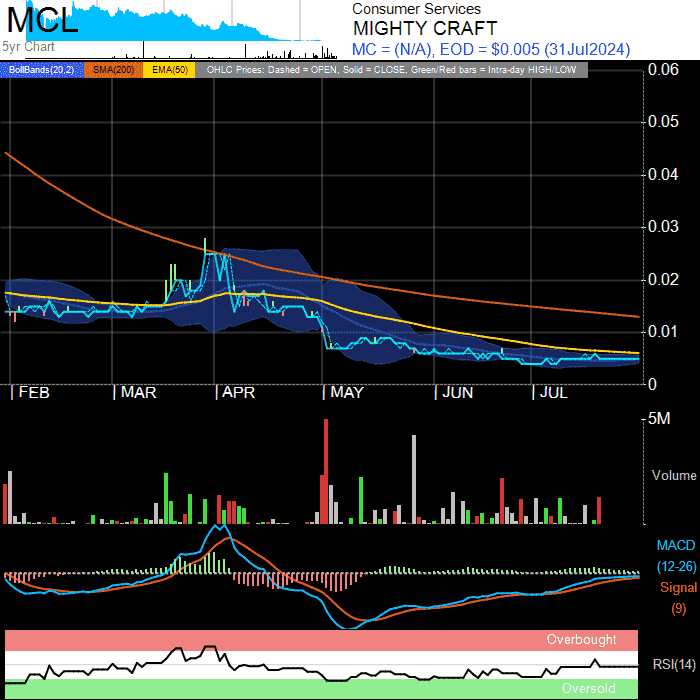 MCL
5yr Chart
Consumer Services
MIGHTY CRAFT
MC = (N/A), EOD = $0.005 (31Jul2024)
BollBands(20,2) SMA(200) EMA(50) OHLC Prices: Dashed = OPEN, Solid = CLOSE, Green/Red bars = Intra-day HIGH/LOW
0.06
0.05
0.04
0.03
0.02
0.01
0
FEB MAR APR MAY JUN JUL
5M
Volume
MACD
(12-26)
Signal
(9)
Overbought
RSI(14)
Oversold